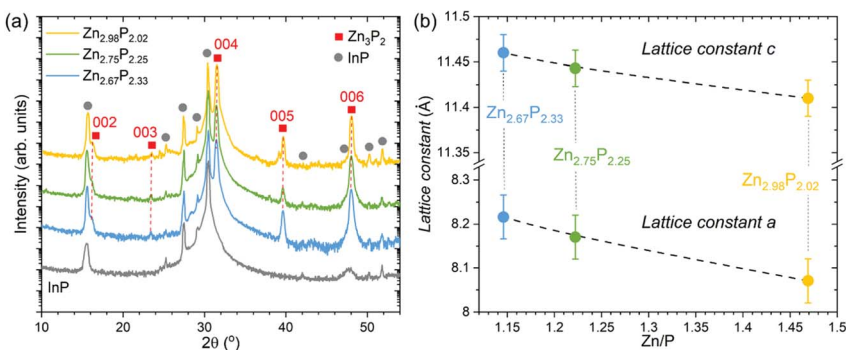 (a)
Zn2.98P2.02
Zn2.75P2.25
Zn2.67P2.33
Zn3P2
InP
002
003
004
005
006
InP
Intensity (arb. units)
10 20 30 40 50
2θ (°)
(b)
11.5
11.45
11.4
11.35
8.3
8.2
8.1
8
Lattice constant (Å)
Lattice constant c
Zn2.67P2.33
Zn2.75P2.25
Zn2.98P2.02
Lattice constant a
1.15 1.2 1.25 1.3 1.35 1.4 1.45 1.5
Zn/P